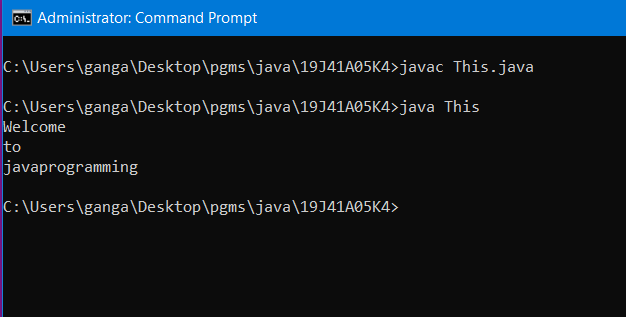 Administrator: Command Prompt
C:\Users\ganga\Desktop\pgms\java\19J41A05K4>javac This.java
C:\Users\ganga\Desktop\pgms\java\19J41A05K4>java This
Welcome
to
javaprogramming
C:\Users\ganga\Desktop\pgms\java\19J41A05K4>